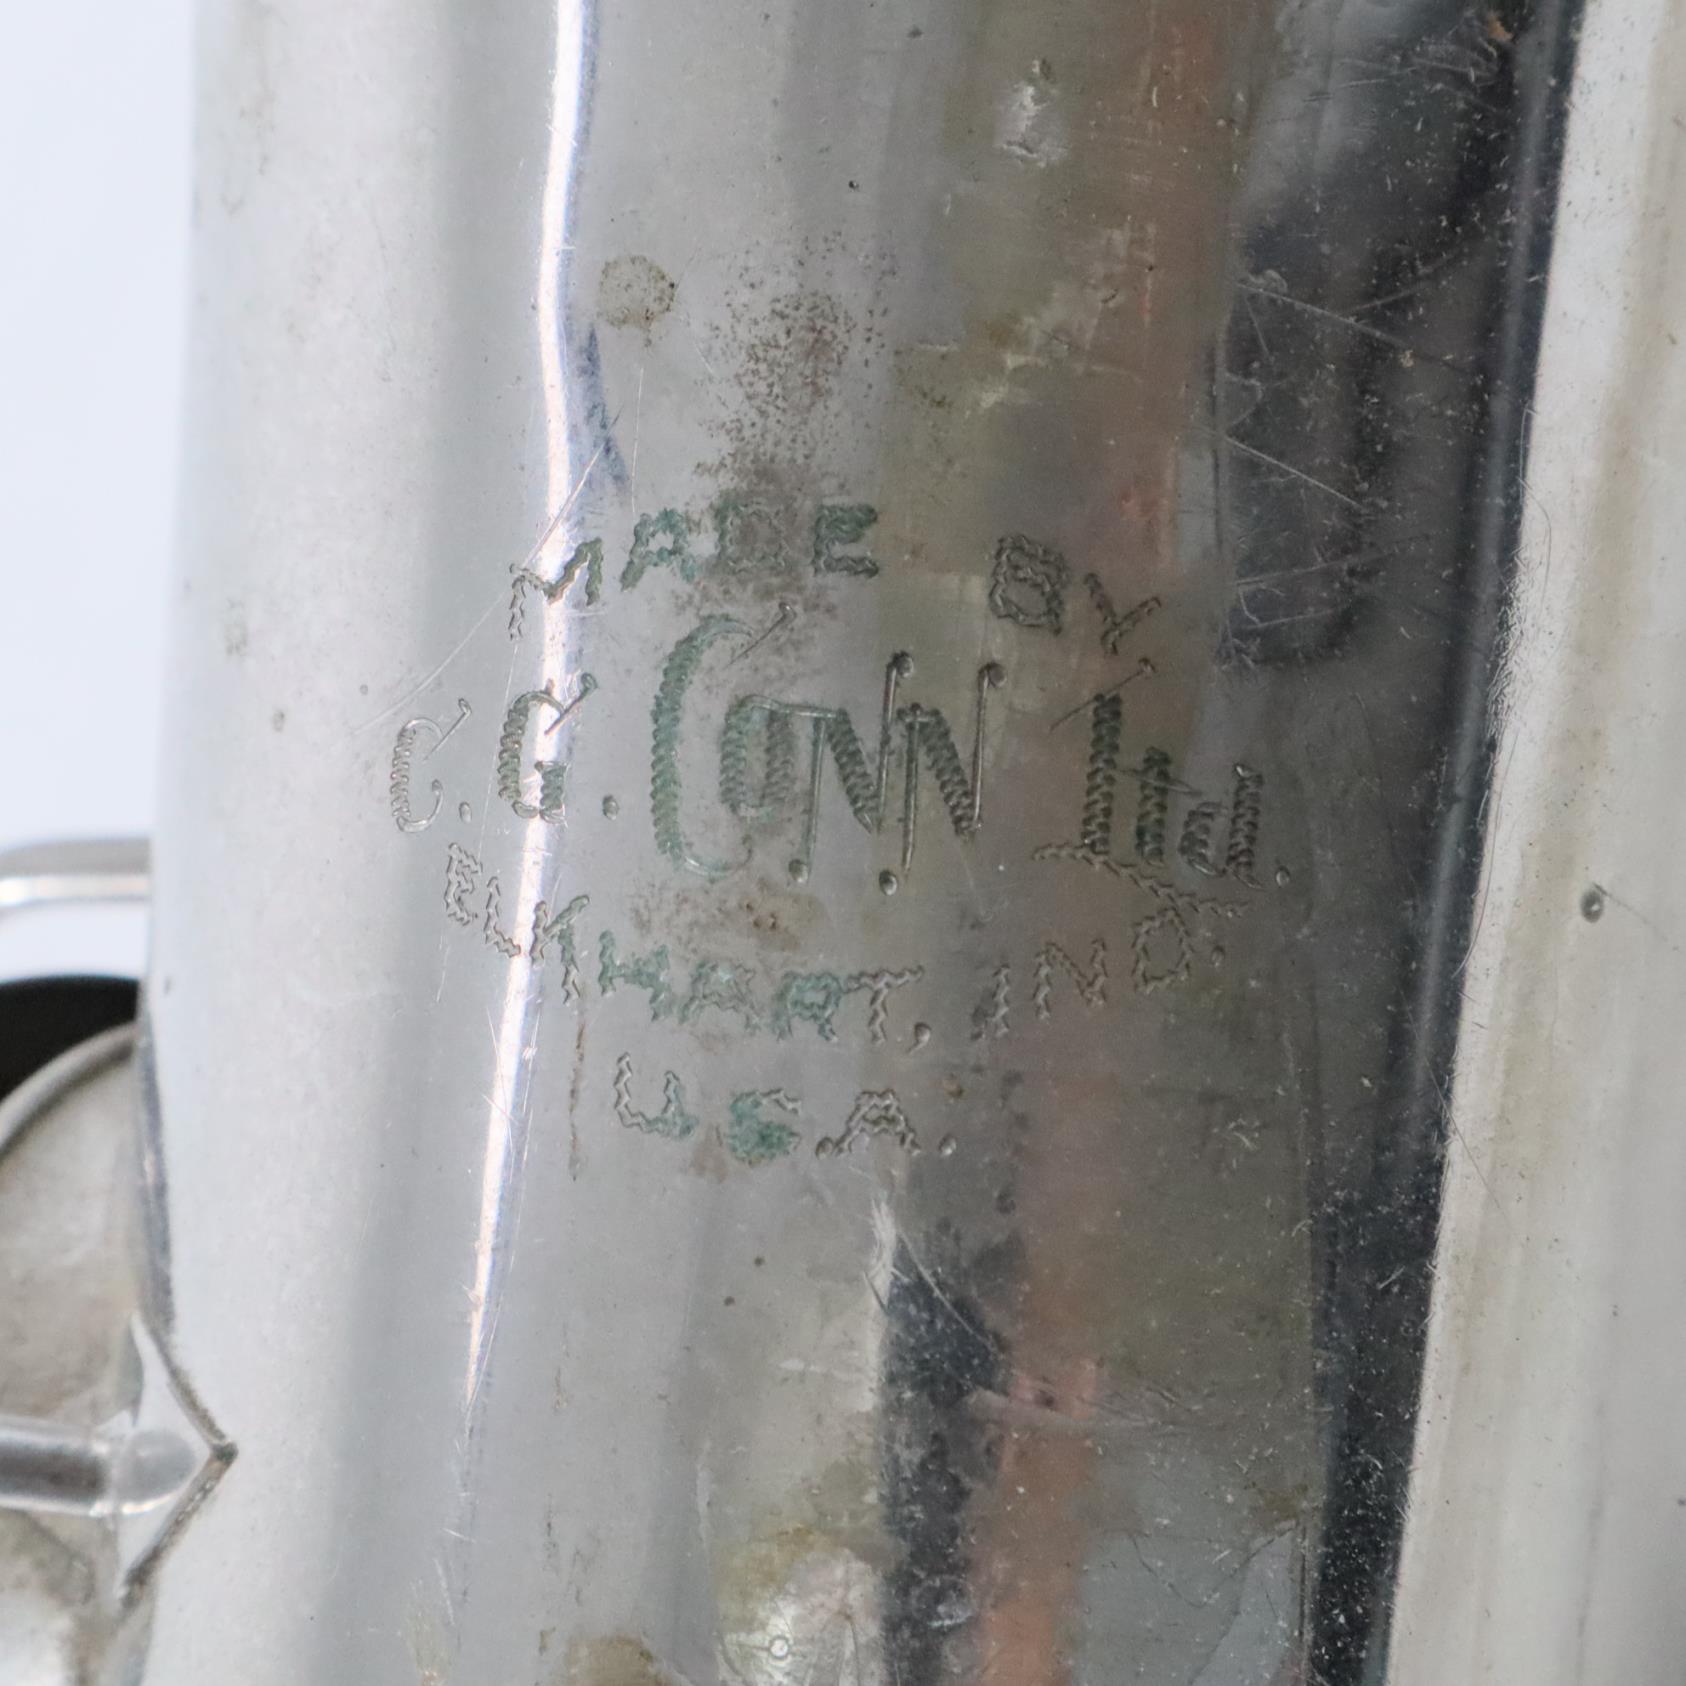 MADE BY
C.G. CONN Ltd.
ELKHART, IND.
U.S.A.